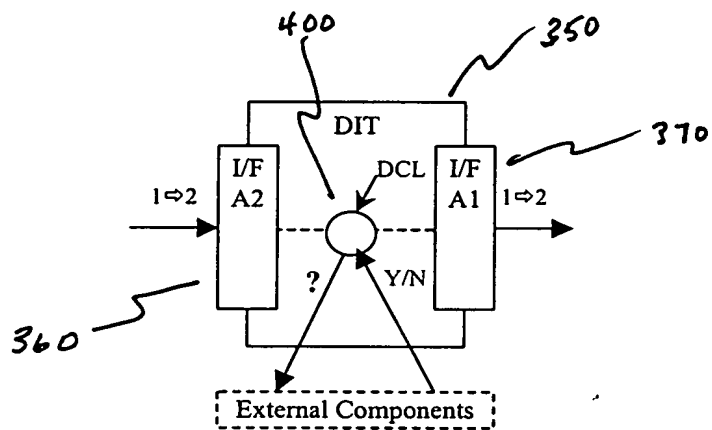 400
350
DIT
370
I/F
A2
DCL
I/F
A1
1⇨2
1⇨2
?
Y/N
360
External Components